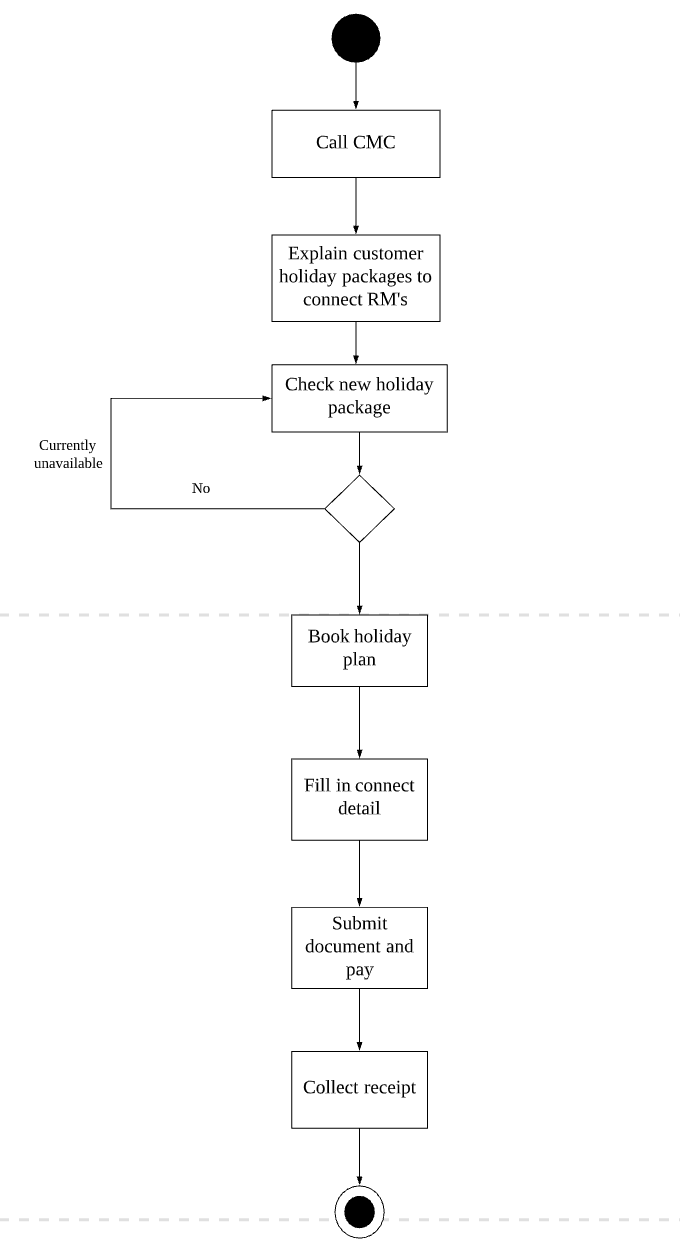 Call CMC
Explain customer
holiday packages to
connect RM's
Check new holiday
package
Currently
unavailable
No
Book holiday
plan
Fill in connect
detail
Submit
document and
pay
Collect receipt